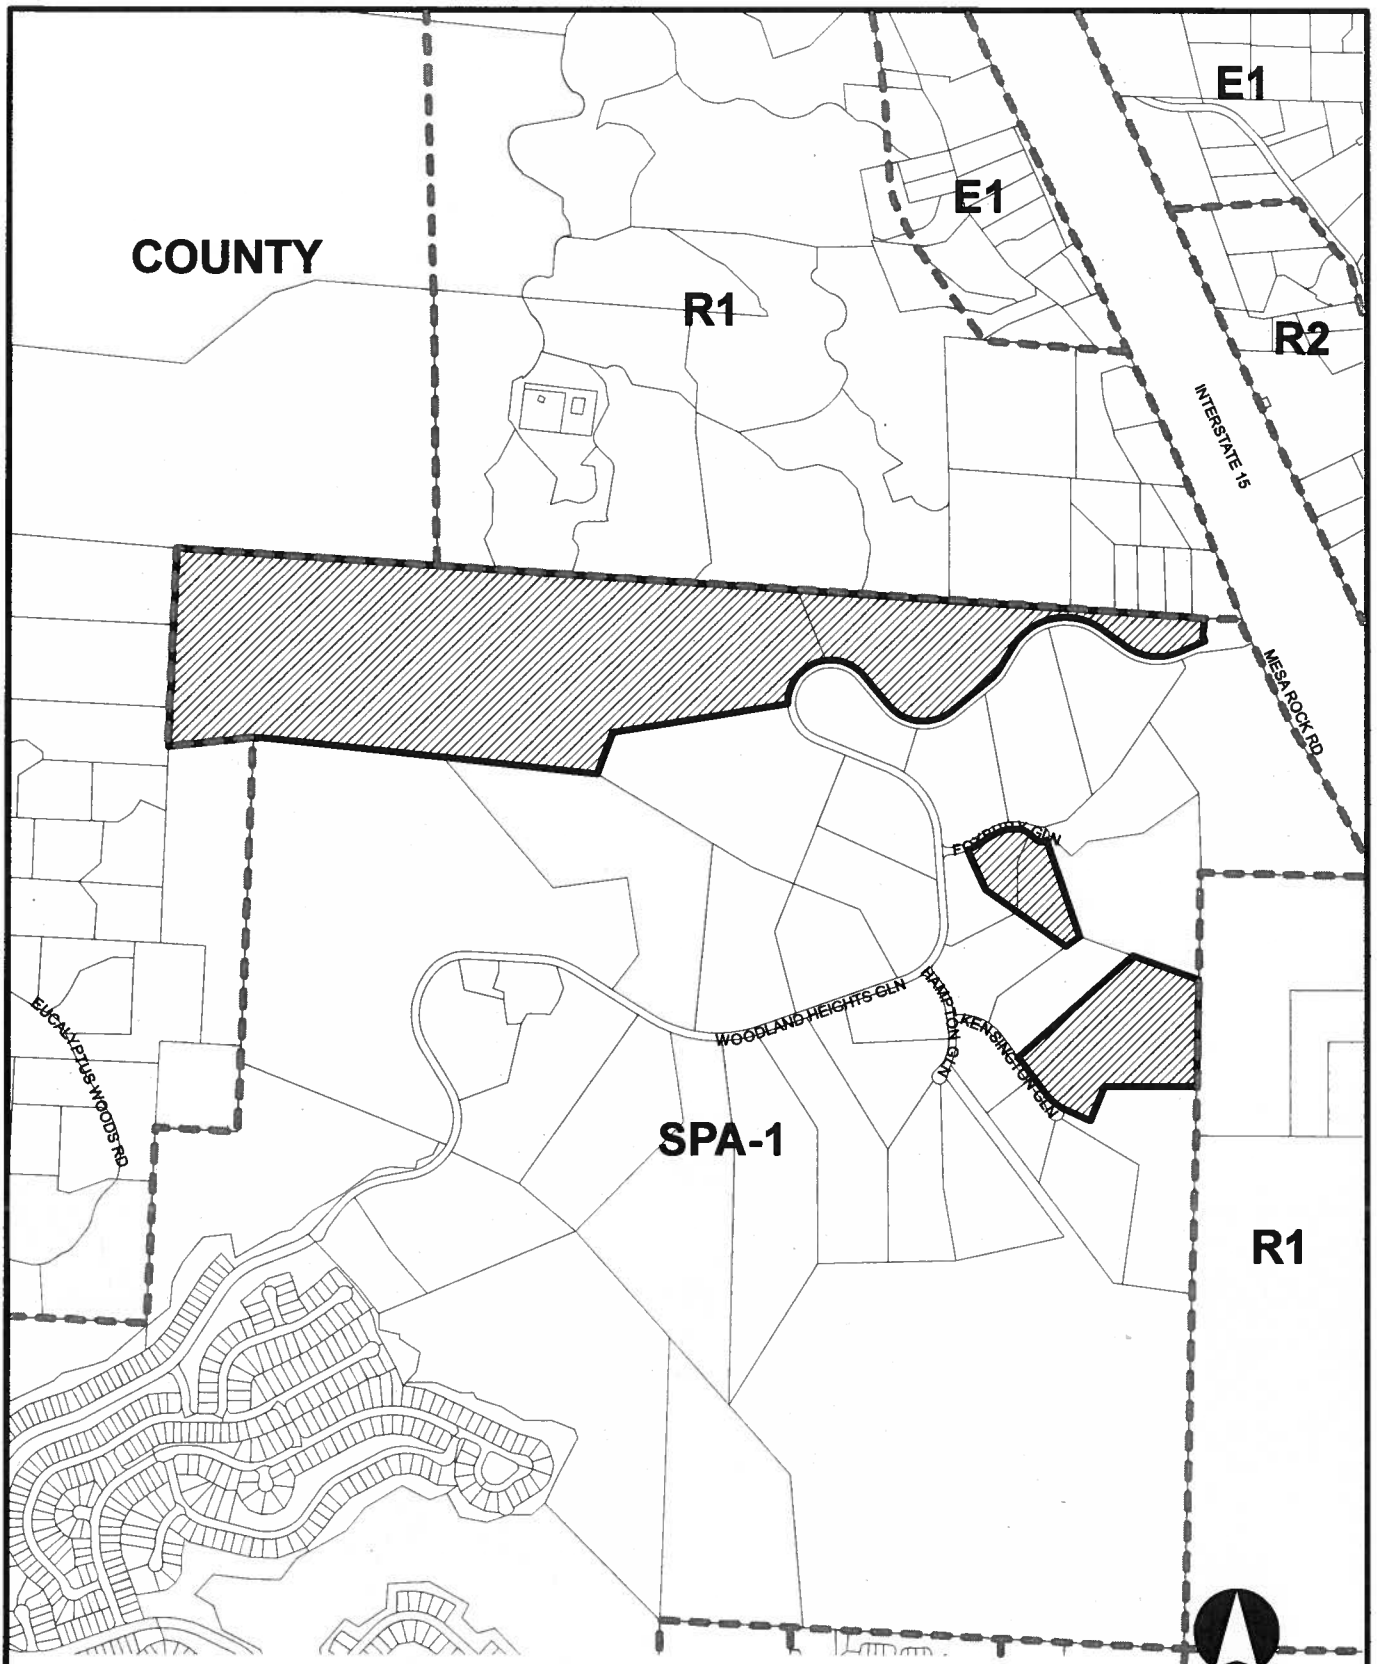 E1
E1
COUNTY
R1
R2
INTERSTATE 15
MESA ROCK RD
GLN
WOODLAND HEIGHTS GLN
HAMPTON GLN
KENSINGTON GLN
EUCALYPTUS WOODS RD
SPA-1
R1